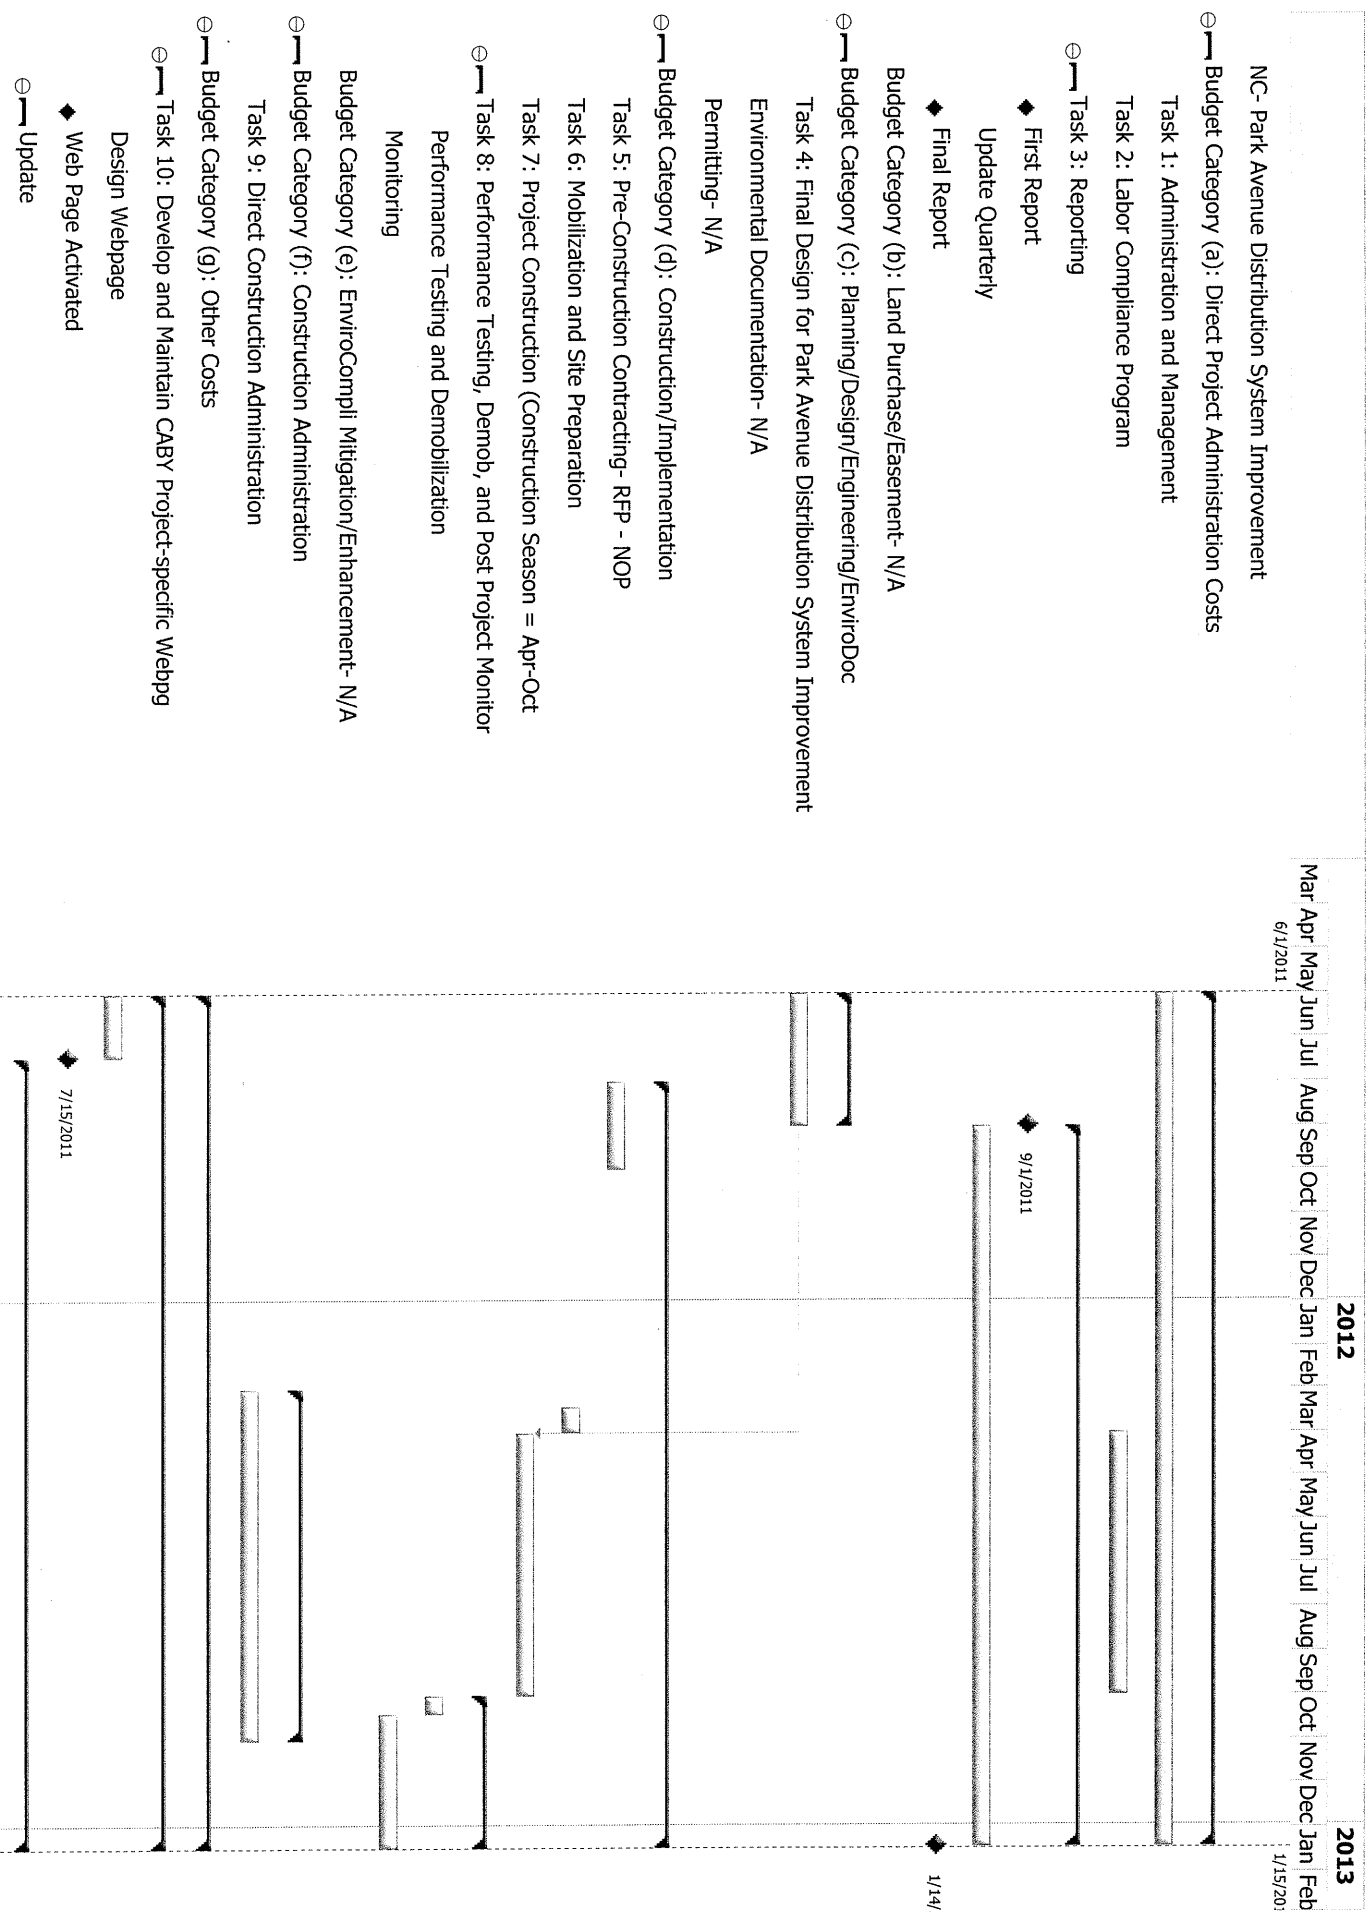 2012
2013
Mar Apr May Jun Jul Aug Sep Oct Nov Dec Jan Feb Mar Apr May Jun Jul Aug Sep Oct Nov Dec Jan Feb
6/1/2011
1/15/201
NC- Park Avenue Distribution System Improvement
Budget Category (a): Direct Project Administration Costs
Task 1: Administration and Management
Task 2: Labor Compliance Program
Task 3: Reporting
First Report
9/1/2011
Update Quarterly
Final Report
1/14/
Budget Category (b): Land Purchase/Easement- N/A
Budget Category (c): Planning/Design/Engineering/EnviroDoc
Task 4: Final Design for Park Avenue Distribution System Improvement
Environmental Documentation- N/A
Permitting- N/A
Budget Category (d): Construction/Implementation
Task 5: Pre-Construction Contracting- RFP - NOP
Task 6: Mobilization and Site Preparation
Task 7: Project Construction (Construction Season = Apr-Oct
Task 8: Performance Testing, Demob, and Post Project Monitor
Performance Testing and Demobilization
Monitoring
Budget Category (e): EnviroCompli Mitigation/Enhancement- N/A
Budget Category (f): Construction Administration
Task 9: Direct Construction Administration
Budget Category (g): Other Costs
Task 10: Develop and Maintain CABY Project-specific Webpg
Design Webpage
Web Page Activated
7/15/2011
Update